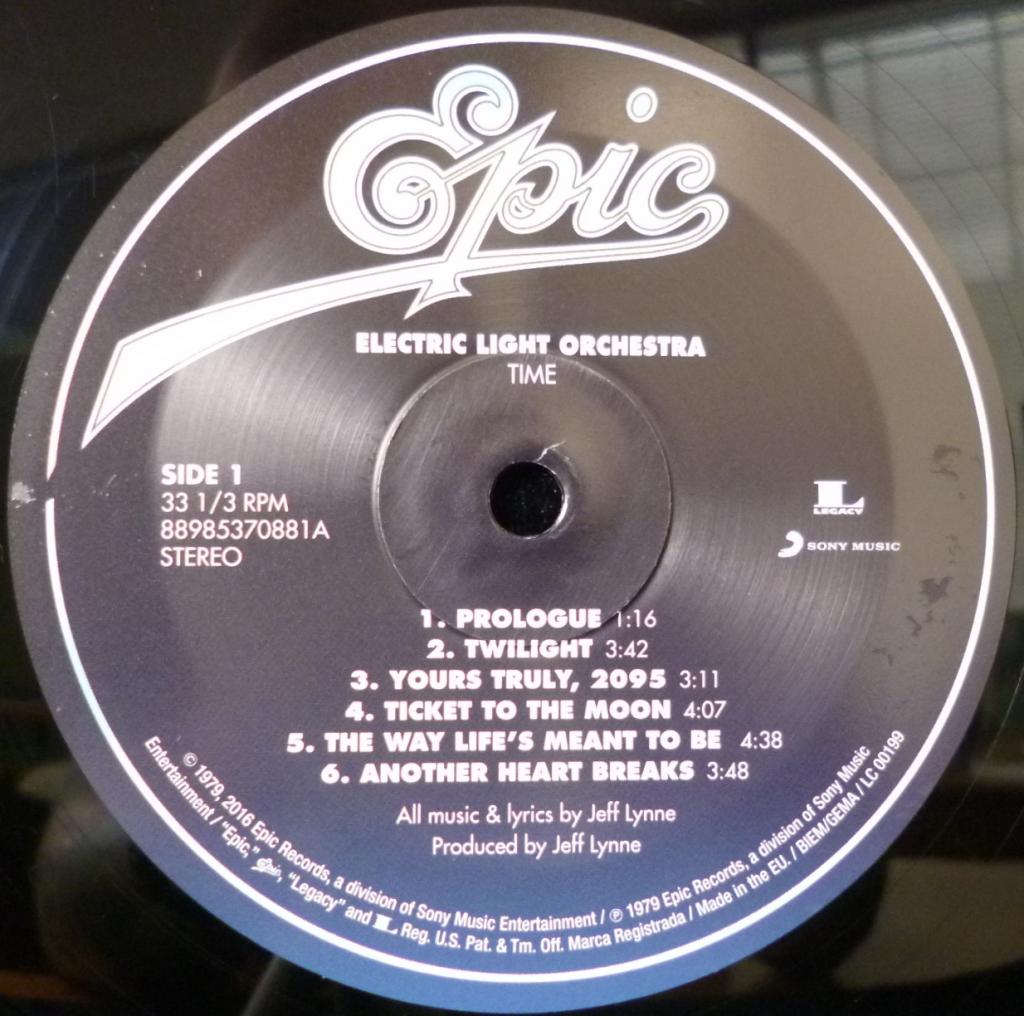 Epic
ELECTRIC LIGHT ORCHESTRA
TIME
SIDE 1
33 1/3 RPM
88985370881A
STEREO
L
LEGACY
SONY MUSIC
1. PROLOGUE 1:16
2. TWILIGHT 3:42
3. YOURS TRULY, 2095 3:11
4. TICKET TO THE MOON 4:07
5. THE WAY LIFE'S MEANT TO BE 4:38
6. ANOTHER HEART BREAKS 3:48
All music & lyrics by Jeff Lynne
Produced by Jeff Lynne
© 1979, 2016 Epic Records, a division of Sony Music Entertainment / ℗ 1979 Epic Records, a division of Sony Music
Entertainment / "Epic," Epic, "Legacy" and L Reg. U.S. Pat. & Tm. Off. Marca Registrada / Made in the EU. / BIEM/GEMA / LC 00199